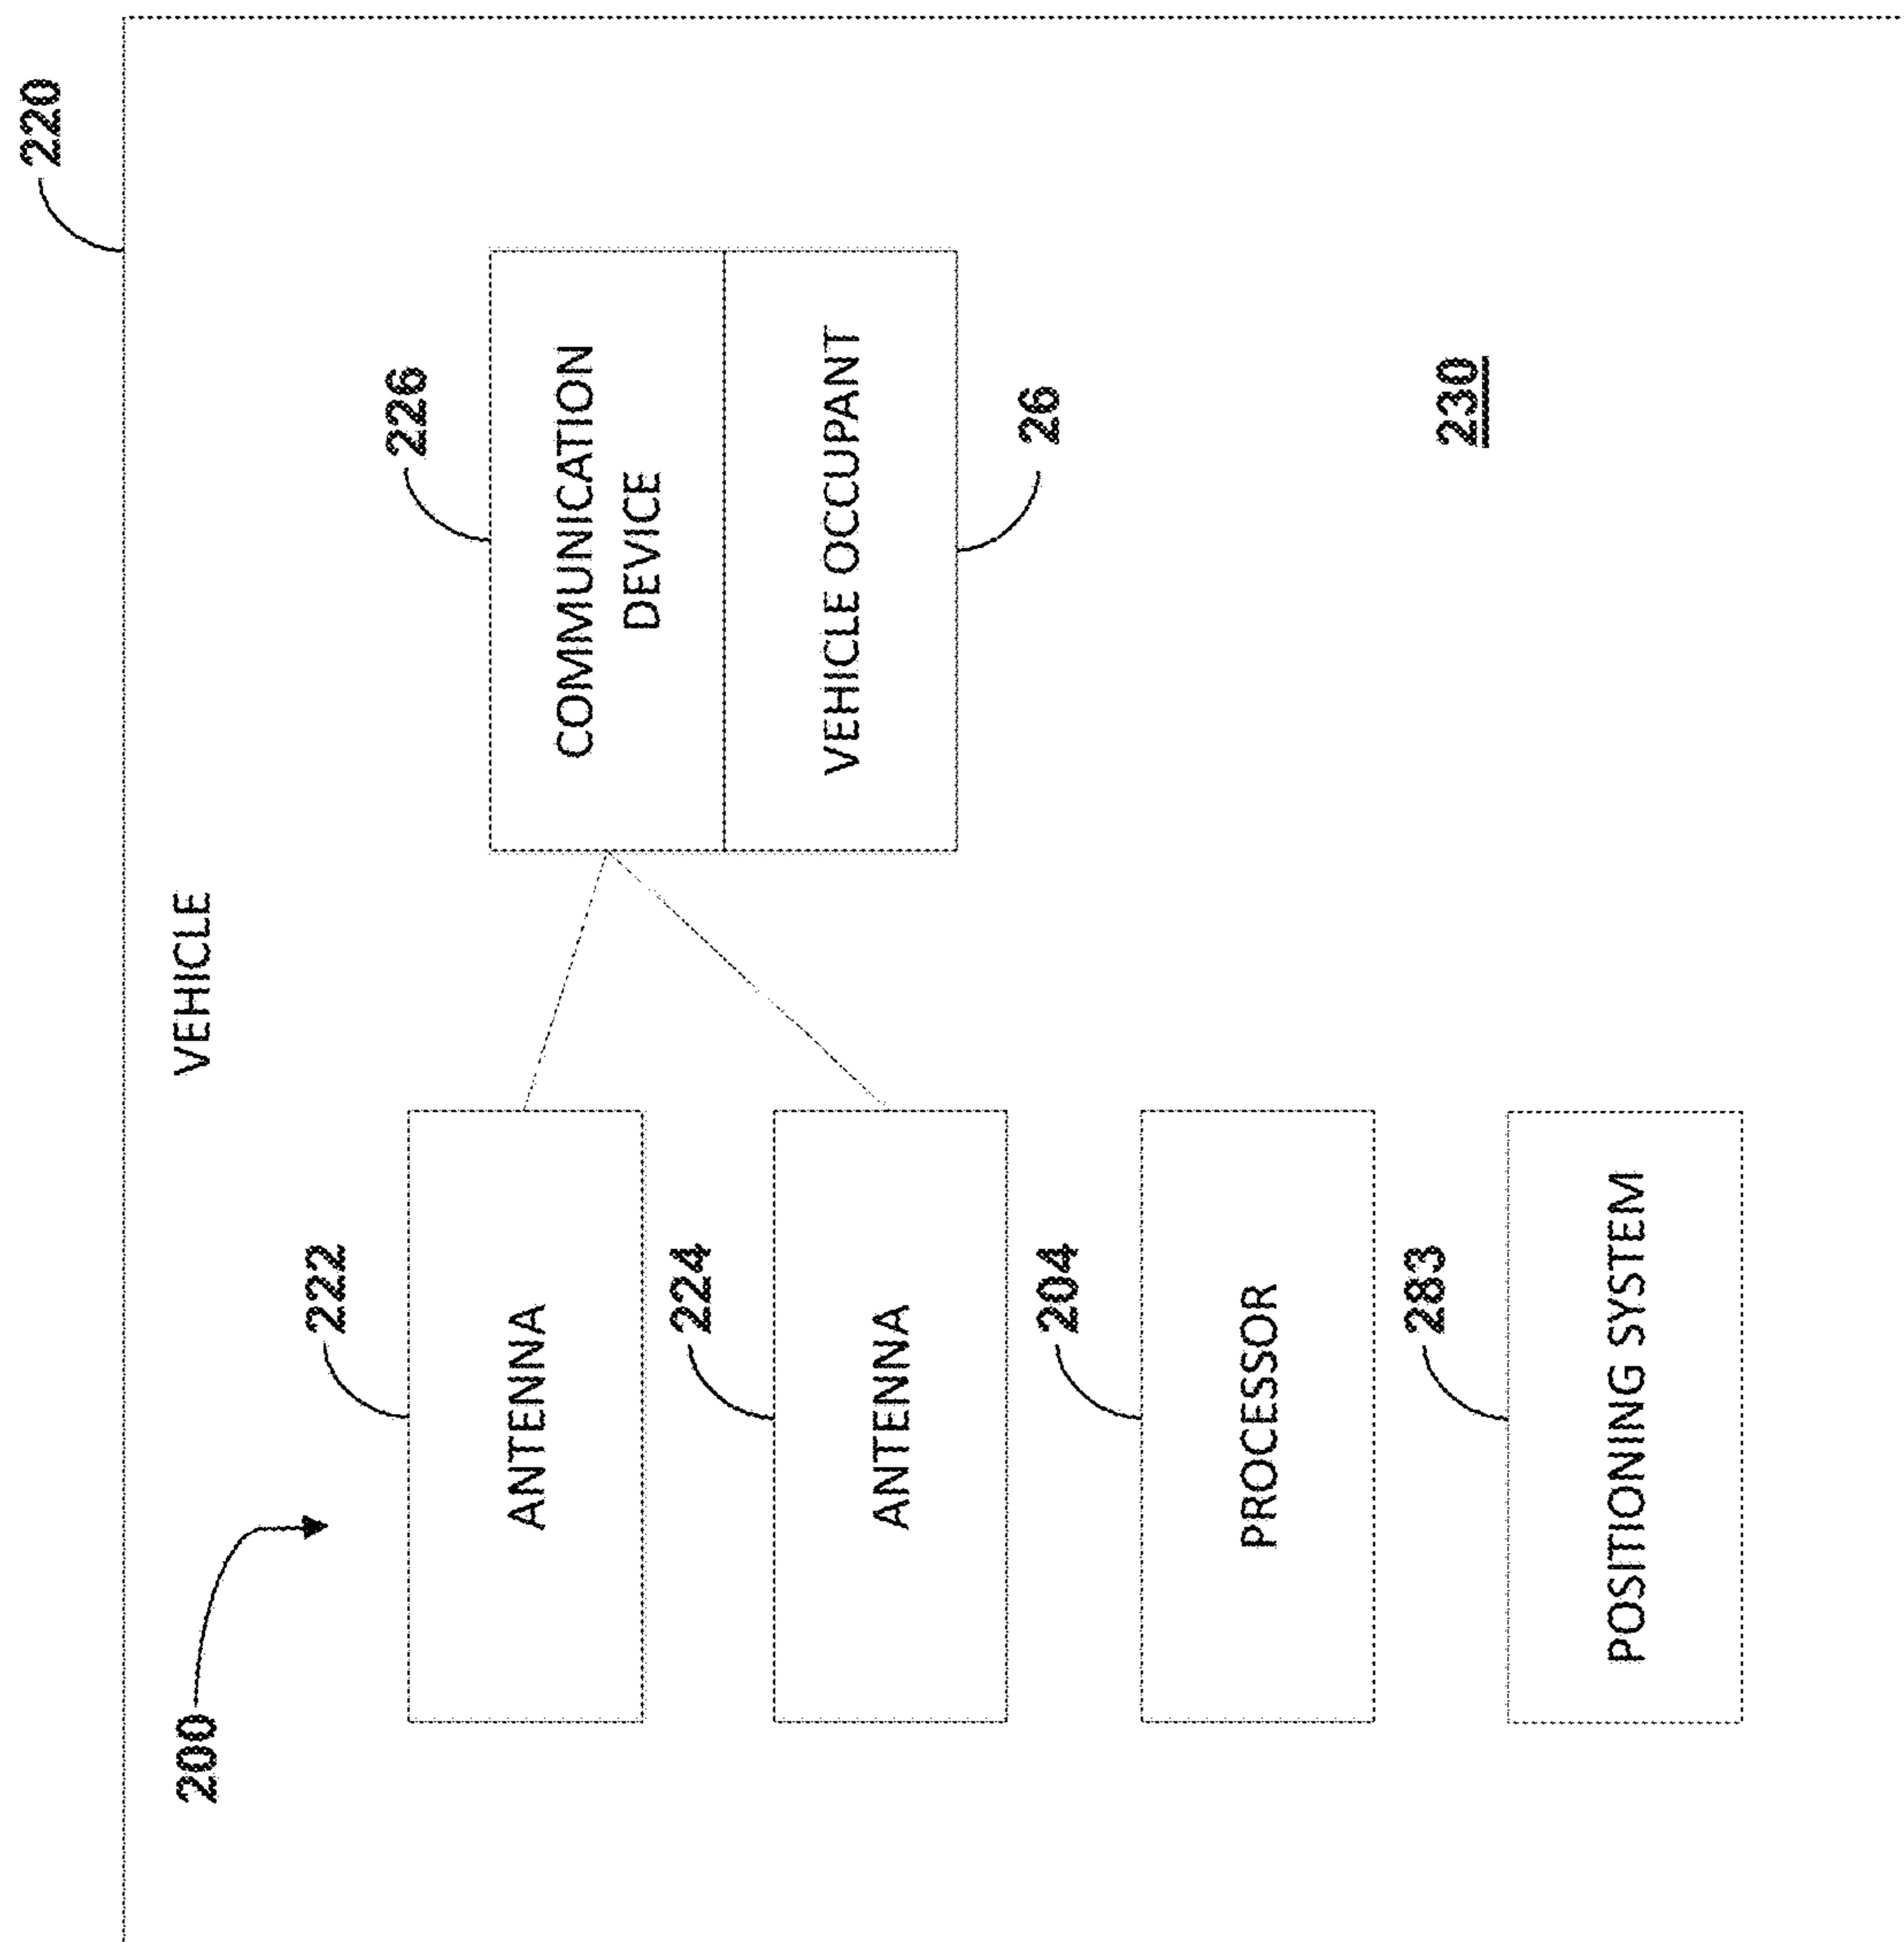 220
VEHICLE
200
222
ANTENNA
224
ANTENNA
204
PROCESSOR
283
POSITIONING SYSTEM
226
COMMUNICATION
DEVICE
VEHICLE OCCUPANT
26
230